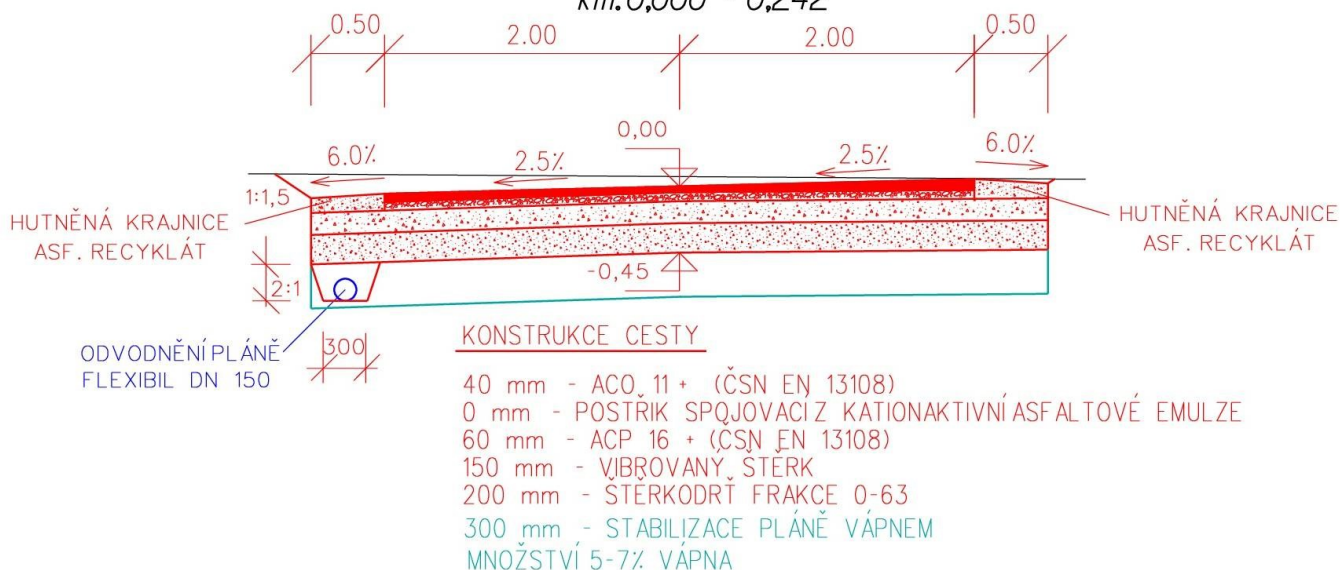 km.0,000 - 0,242
0.50 2.00 2.00 0.50
0,00
6.0% 2.5% 2.5% 6.0%
1:1,5
HUTNĚNÁ KRAJNICE
ASF. RECYKLÁT
HUTNĚNÁ KRAJNICE
ASF. RECYKLÁT
-0,45
2:1
ODVODNĚNÍ PLÁNĚ
FLEXIBIL DN 150
300
KONSTRUKCE CESTY
40 mm - ACO 11 + (ČSN EN 13108)
0 mm - POSTŘIK SPOJOVACÍ Z KATIONAKTIVNÍ ASFALTOVÉ EMULZE
60 mm - ACP 16 + (ČSN EN 13108)
150 mm - VIBROVANÝ ŠTĚRK
200 mm - ŠTĚRKODRŤ FRAKCE 0-63
300 mm - STABILIZACE PLÁNĚ VÁPNEM
MNOŽSTVÍ 5-7% VÁPNA